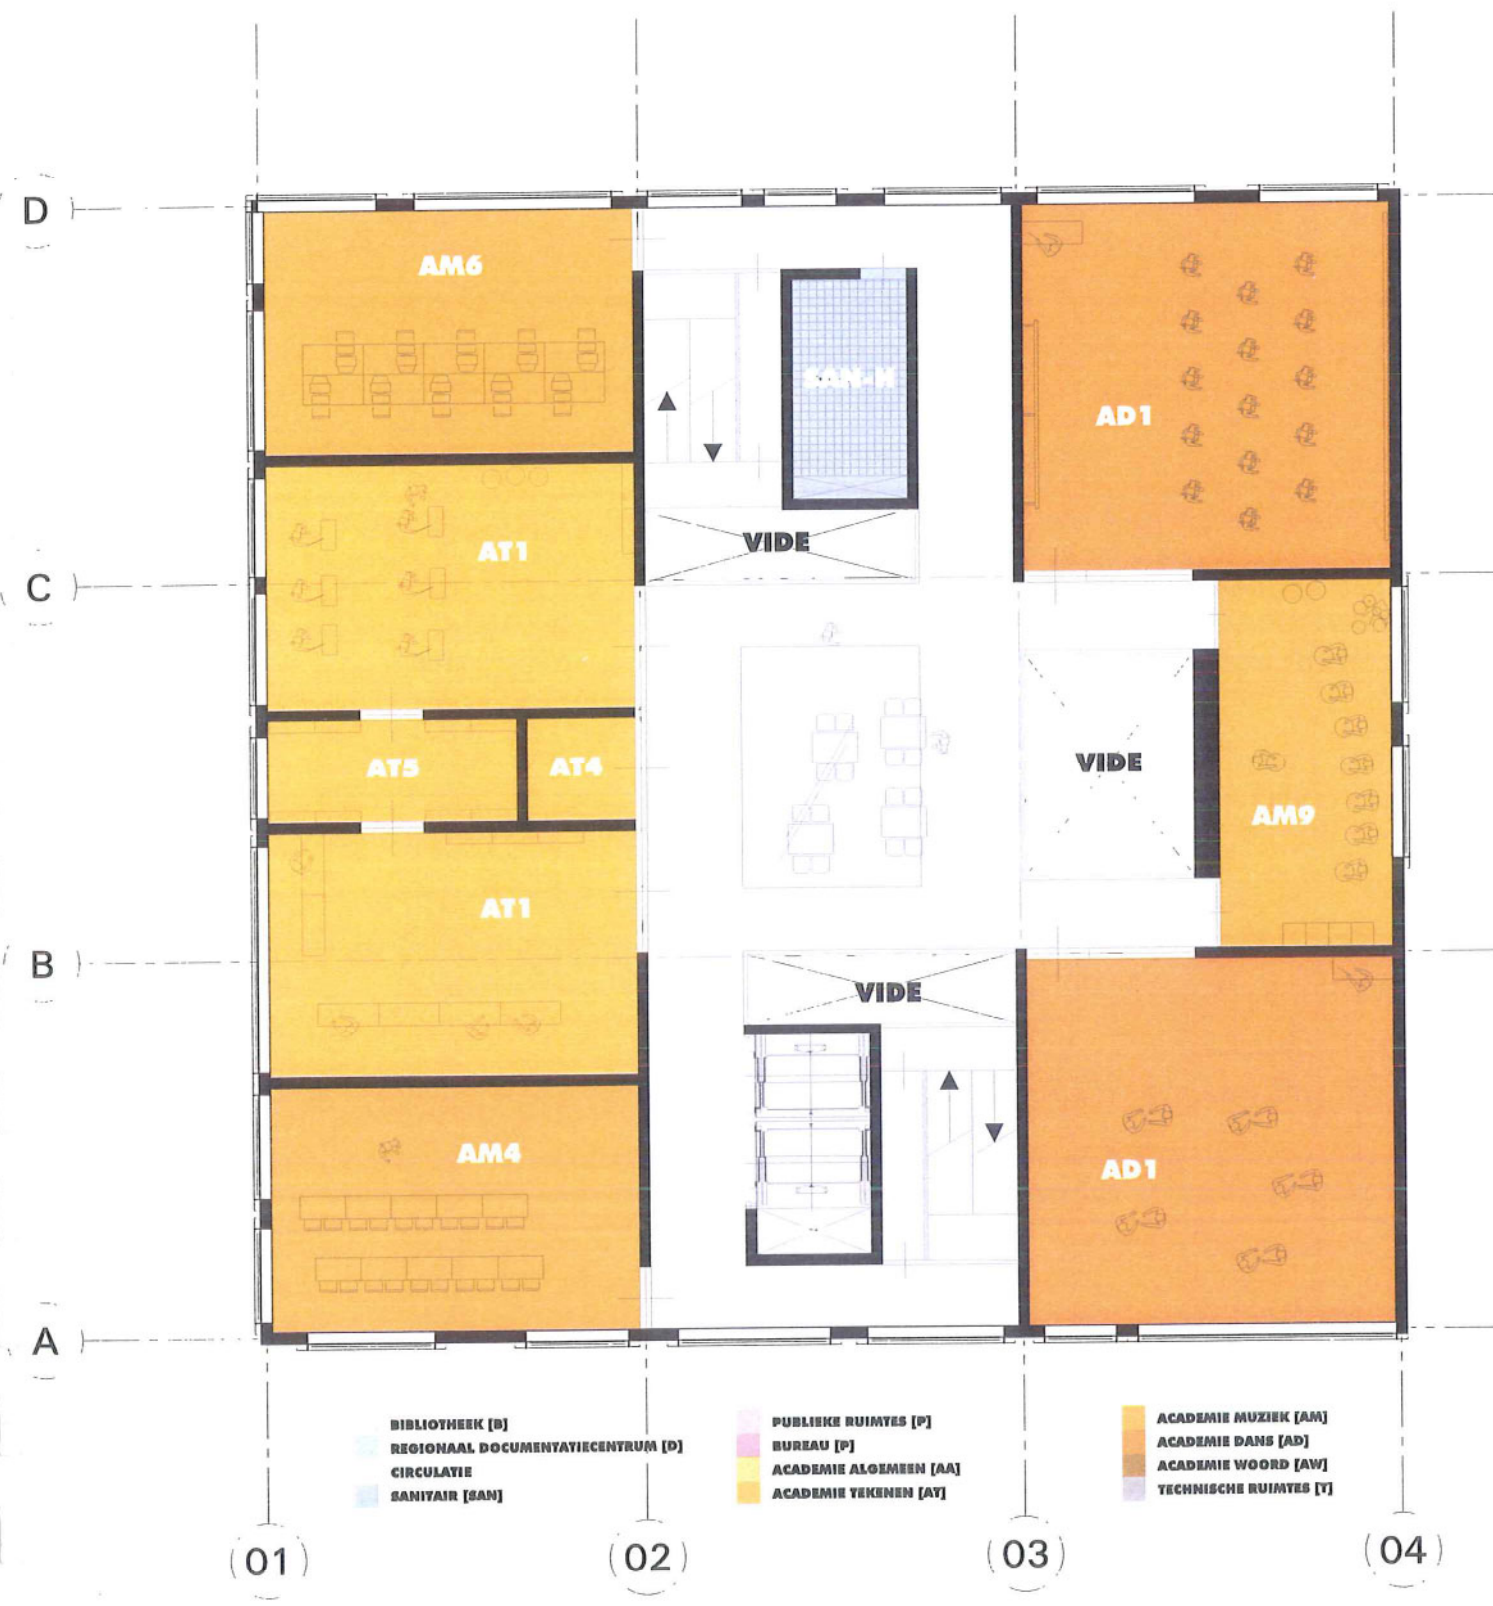 D
AM6
SAN-H
AD1
AT1
VIDE
C
AT5
AT4
VIDE
AM9
AT1
B
VIDE
AM4
AD1
A
BIBLIOTHEEK [B]
REGIONAAL DOCUMENTATIECENTRUM [D]
CIRCULATIE
SANITAIR [SAN]
PUBLIEKE RUIMTES [P]
BUREAU [P]
ACADEMIE ALGEMEEN [AA]
ACADEMIE TEKENEN [AT]
ACADEMIE MUZIEK [AM]
ACADEMIE DANS [AD]
ACADEMIE WOORD [AW]
TECHNISCHE RUIMTES [T]
01
02
03
04